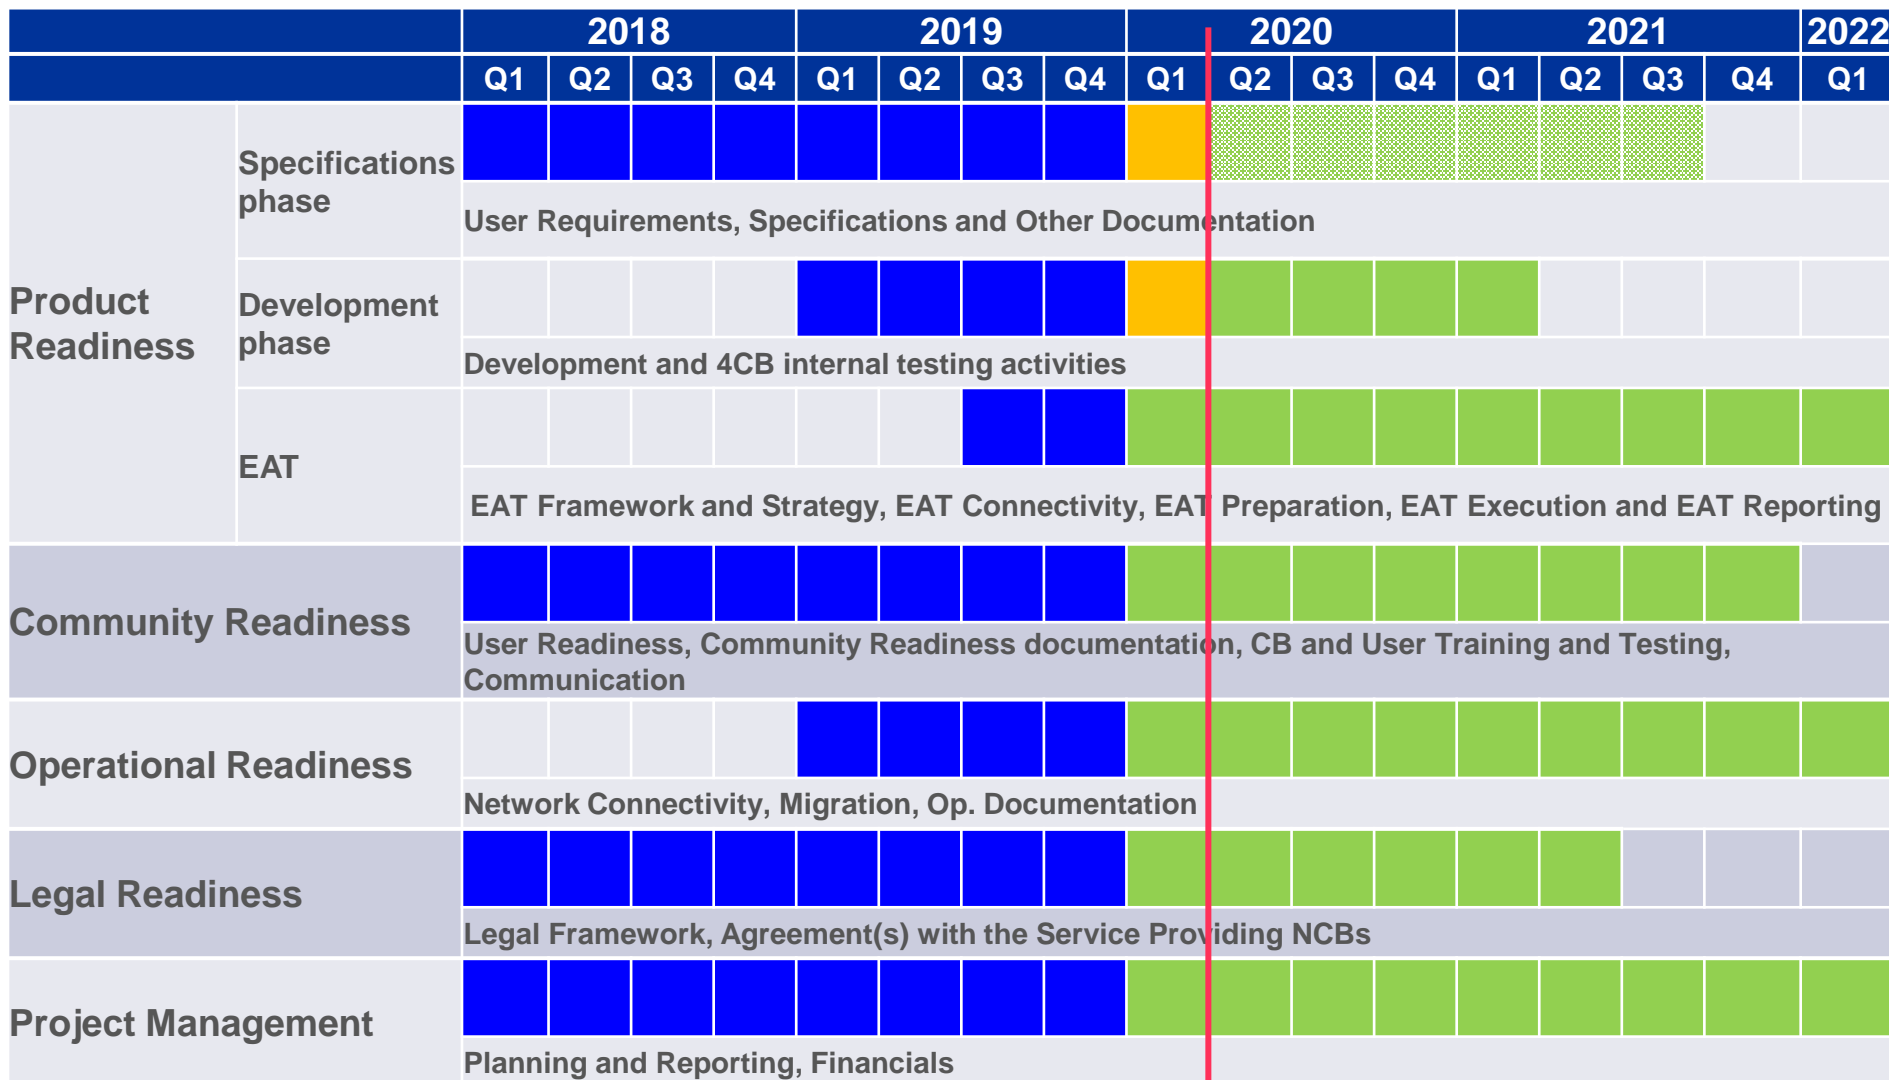 2018 2019 2020 2021 2022
Q1 Q2 Q3 Q4 Q1 Q2 Q3 Q4 Q1 Q2 Q3 Q4 Q1 Q2 Q3 Q4 Q1
Product
Readiness
Specifications
phase
User Requirements, Specifications and Other Documentation
Development
phase
Development and 4CB internal testing activities
EAT
EAT Framework and Strategy, EAT Connectivity, EAT Preparation, EAT Execution and EAT Reporting
Community Readiness
User Readiness, Community Readiness documentation, CB and User Training and Testing,
Communication
Operational Readiness
Network Connectivity, Migration, Op. Documentation
Legal Readiness
Legal Framework, Agreement(s) with the Service Providing NCBs
Project Management
Planning and Reporting, Financials